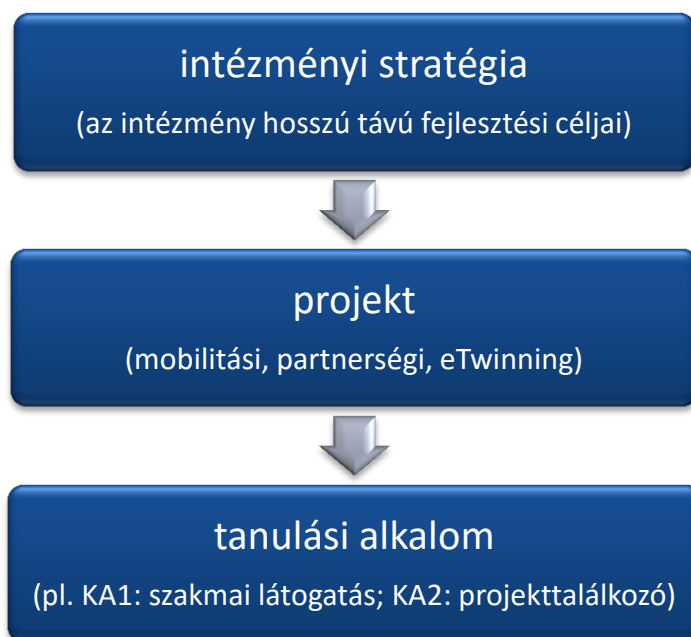 intézményi stratégia
(az intézmény hosszú távú fejlesztési céljai)
projekt
(mobilitási, partnerségi, eTwinning)
tanulási alkalom
(pl. KA1: szakmai látogatás; KA2: projekttalálkozó)